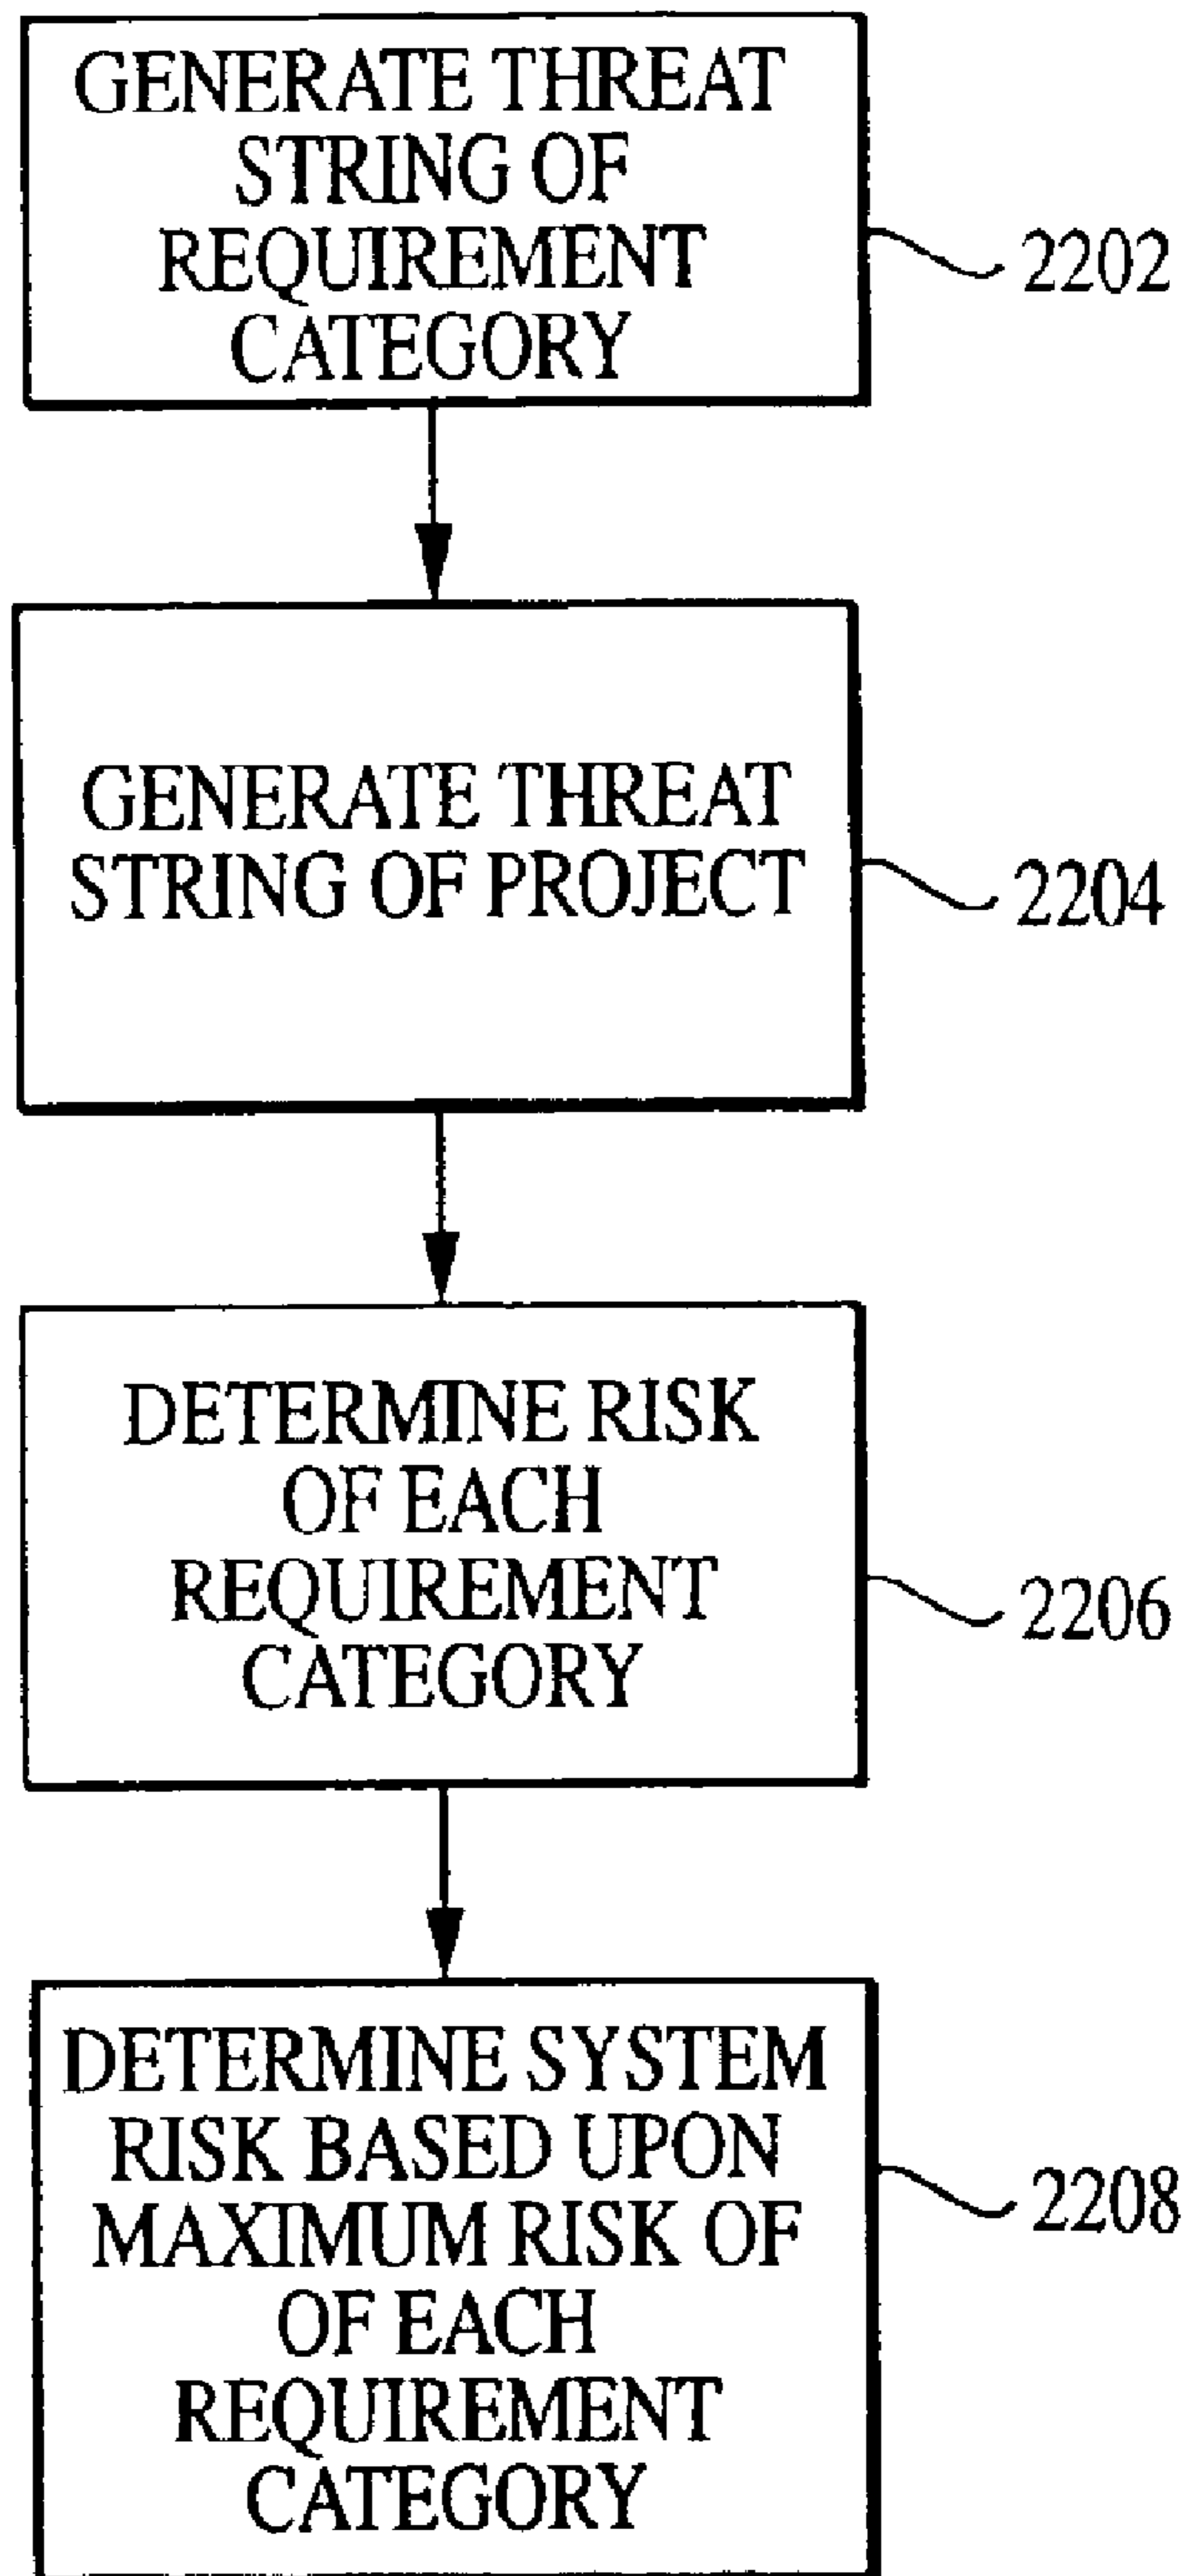 GENERATE THREAT
STRING OF
REQUIREMENT
CATEGORY
2202
GENERATE THREAT
STRING OF PROJECT
2204
DETERMINE RISK
OF EACH
REQUIREMENT
CATEGORY
2206
DETERMINE SYSTEM
RISK BASED UPON
MAXIMUM RISK OF
OF EACH
REQUIREMENT
CATEGORY
2208